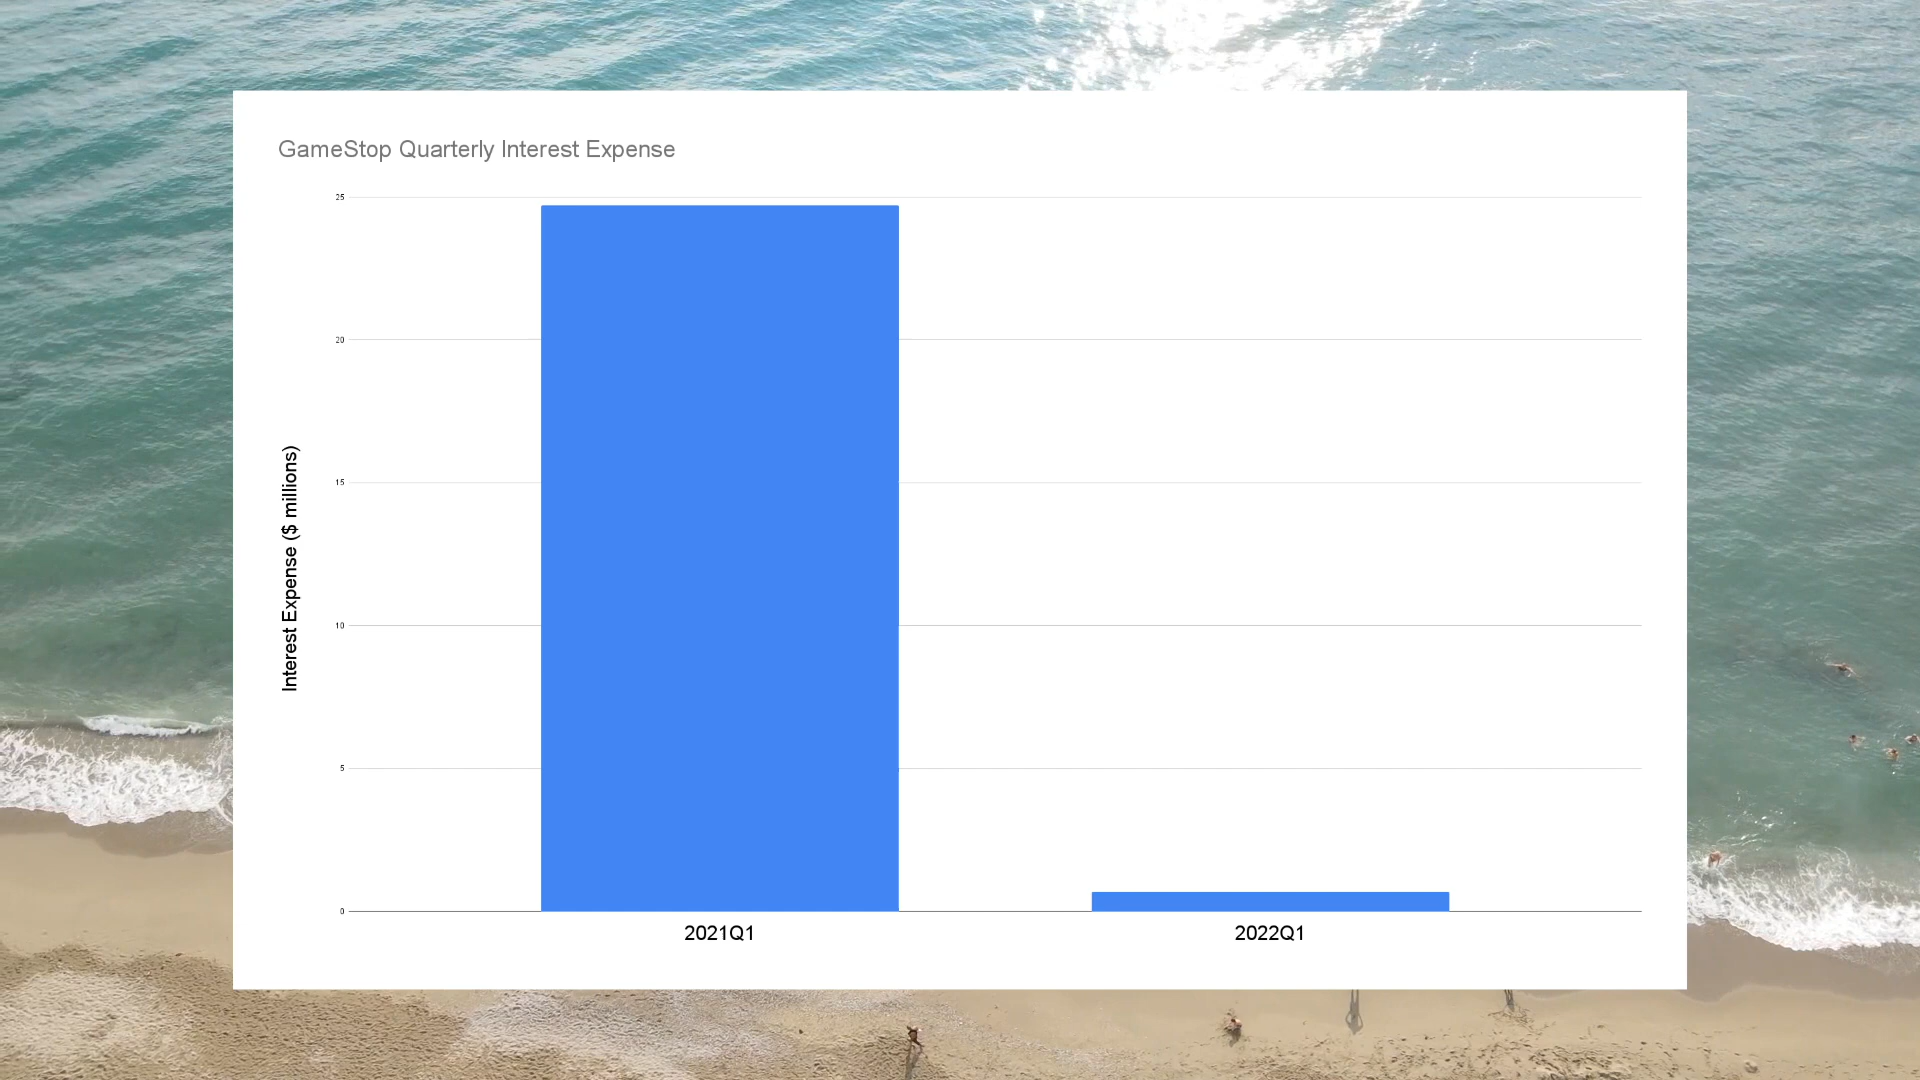 GameStop Quarterly Interest Expense
25
20
15
10
5
0
Interest Expense ($ millions)
2021Q1
2022Q1